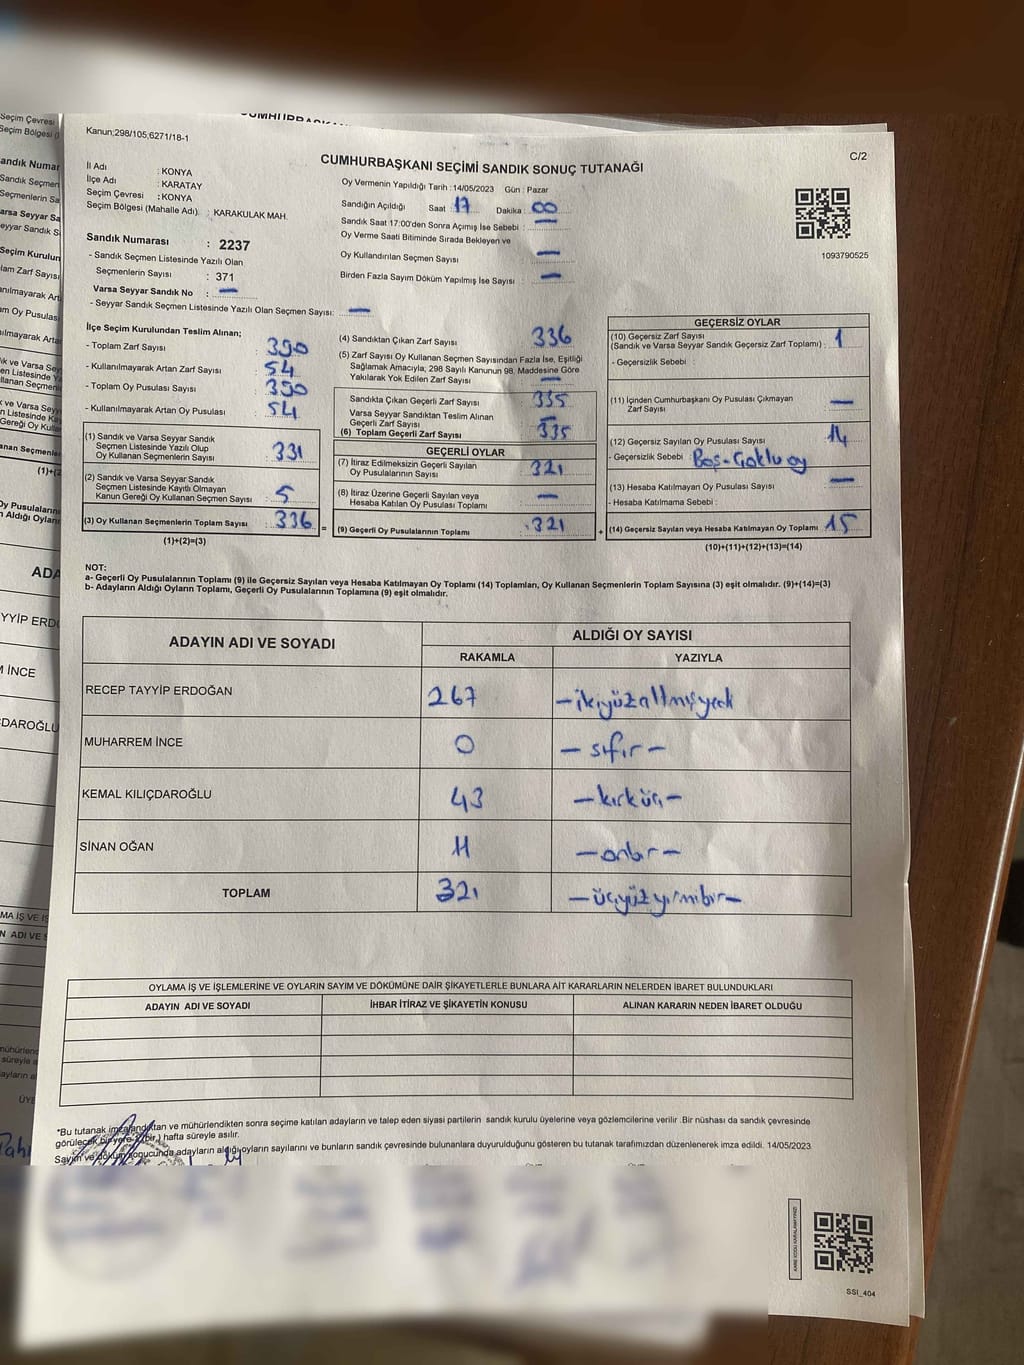 Kanun;298/105,6271/18-1
C/2
CUMHURBAŞKANI SEÇİMİ SANDIK SONUÇ TUTANAĞI
İl Adı : KONYA
İlçe Adı : KARATAY
Seçim Çevresi : KONYA
Seçim Bölgesi (Mahalle Adı) : KARAKULAK MAH.
Oy Vermenin Yapıldığı Tarih : 14/05/2023 Gün : Pazar
Sandığın Açıldığı Saat : 17 Dakika : 00
Sandık Saat 17:00'den Sonra Açımış İse Sebebi : —
Oy Verme Saati Bitiminde Sırada Bekleyen ve
Oy Kullandırılan Seçmen Sayısı : —
Birden Fazla Sayım Döküm Yapılmış İse Sayısı : —
1093790525
Sandık Numarası : 2237
- Sandık Seçmen Listesinde Yazılı Olan
Seçmenlerin Sayısı : 371
Varsa Seyyar Sandık No : —
- Seyyar Sandık Seçmen Listesinde Yazılı Olan Seçmen Sayısı: —
İlçe Seçim Kurulundan Teslim Alınan;
- Toplam Zarf Sayısı : 390
- Kullanılmayarak Artan Zarf Sayısı : 54
- Toplam Oy Pusulası Sayısı : 390
- Kullanılmayarak Artan Oy Pusulası : 54
(1) Sandık ve Varsa Seyyar Sandık
Seçmen Listesinde Yazılı Olup
Oy Kullanan Seçmenlerin Sayısı : 331
(2) Sandık ve Varsa Seyyar Sandık
Seçmen Listesinde Kayıtlı Olmayan
Kanun Gereği Oy Kullanan Seçmen Sayısı : 5
(3) Oy Kullanan Seçmenlerin Toplam Sayısı : 336 =
(1)+(2)=(3)
(4) Sandıktan Çıkan Zarf Sayısı : 336
(5) Zarf Sayısı Oy Kullanan Seçmen Sayısından Fazla İse, Eşitliği
Sağlamak Amacıyla; 298 Sayılı Kanunun 98. Maddesine Göre
Yakılarak Yok Edilen Zarf Sayısı : —
Sandıkta Çıkan Geçerli Zarf Sayısı : 335
Varsa Seyyar Sandıktan Teslim Alınan
Geçerli Zarf Sayısı : —
(6) Toplam Geçerli Zarf Sayısı : 335
GEÇERLİ OYLAR
(7) İtiraz Edilmeksizin Geçerli Sayılan
Oy Pusulalarının Sayısı : 321
(8) İtiraz Üzerine Geçerli Sayılan veya
Hesaba Katılan Oy Pusulası Toplamı : —
(9) Geçerli Oy Pusulalarının Toplamı : 321 +
GEÇERSİZ OYLAR
(10) Geçersiz Zarf Sayısı
(Sandık ve Varsa Seyyar Sandık Geçersiz Zarf Toplamı) : 1
- Geçersizlik Sebebi :
(11) İçinden Cumhurbaşkanı Oy Pusulası Çıkmayan
Zarf Sayısı : —
(12) Geçersiz Sayılan Oy Pusulası Sayısı : 14
- Geçersizlik Sebebi : Boş-Çoklu oy
(13) Hesaba Katılmayan Oy Pusulası Sayısı : —
- Hesaba Katılmama Sebebi :
(14) Geçersiz Sayılan veya Hesaba Katılmayan Oy Toplamı : 15
(10)+(11)+(12)+(13)=(14)
NOT:
a- Geçerli Oy Pusulalarının Toplamı (9) ile Geçersiz Sayılan veya Hesaba Katılmayan Oy Toplamı (14) Toplamları, Oy Kullanan Seçmenlerin Toplam Sayısına (3) eşit olmalıdır. (9)+(14)=(3)
b- Adayların Aldığı Oyların Toplamı, Geçerli Oy Pusulalarının Toplamına (9) eşit olmalıdır.
ADAYIN ADI VE SOYADI ALDIĞI OY SAYISI
RAKAMLA YAZIYLA
RECEP TAYYİP ERDOĞAN 267 -ikiyüzaltmışyedi
MUHARREM İNCE 0 - sıfır -
KEMAL KILIÇDAROĞLU 43 -kırküç-
SİNAN OĞAN 11 -onbir-
TOPLAM 321 -üçyüzyirmibir-
OYLAMA İŞ VE İŞLEMLERİNE VE OYLARIN SAYIM VE DÖKÜMÜNE DAİR ŞİKAYETLERLE BUNLARA AİT KARARLARIN NELERDEN İBARET BULUNDUKLARI
ADAYIN ADI VE SOYADI İHBAR İTİRAZ VE ŞİKAYETİN KONUSU ALINAN KARARIN NEDEN İBARET OLDUĞU
*Bu tutanak imzalandıktan ve mühürlendikten sonra seçime katılan adayların ve talep eden siyasi partilerin sandık kurulu üyelerine veya gözlemcilerine verilir .Bir nüshası da sandık çevresinde
görülecek bir yere 1 (bir) hafta süreyle asılır.
Sayım ve döküm sonucunda adayların aldığı oyların sayılarını ve bunların sandık çevresinde bulunanlara duyurulduğunu gösteren bu tutanak tarafımızdan düzenlenerek imza edildi. 14/05/2023
KARE KODU KARALAMAYINIZ!
SSI_404